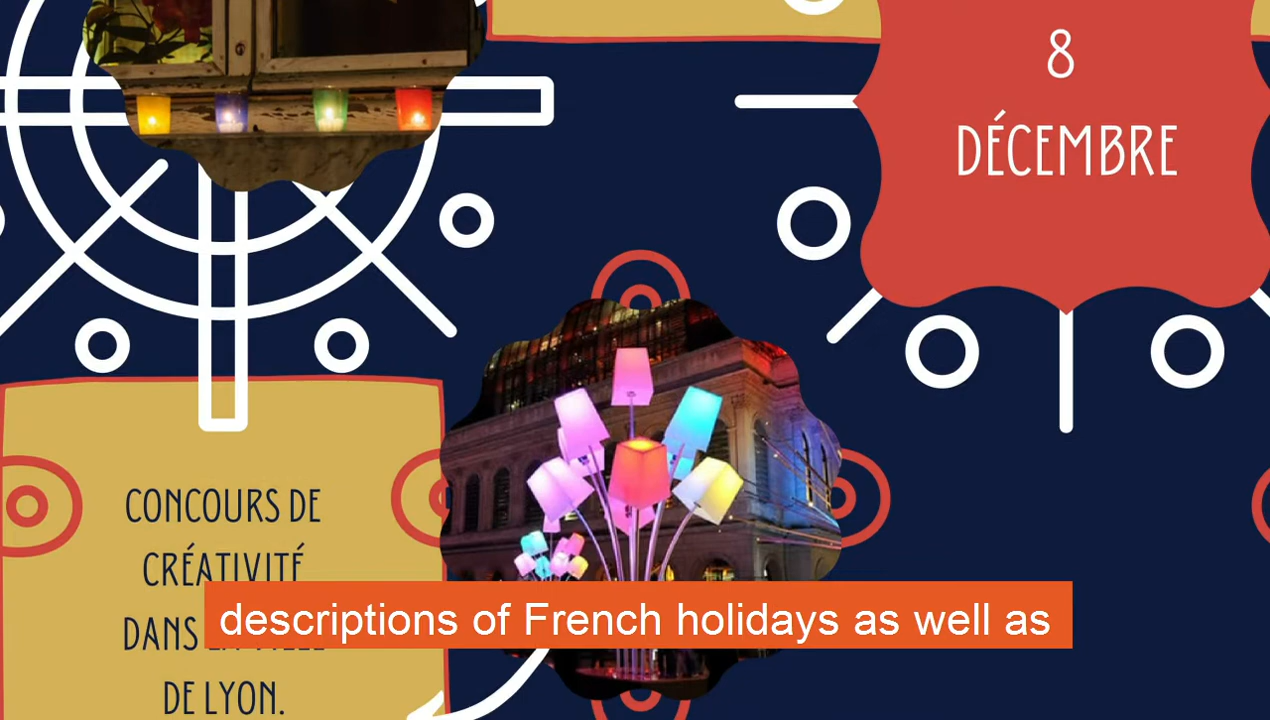 8
DÉCEMBRE
CONCOURS DE
CRÉATIVITÉ
DANS
DE LYON.
descriptions of French holidays as well as